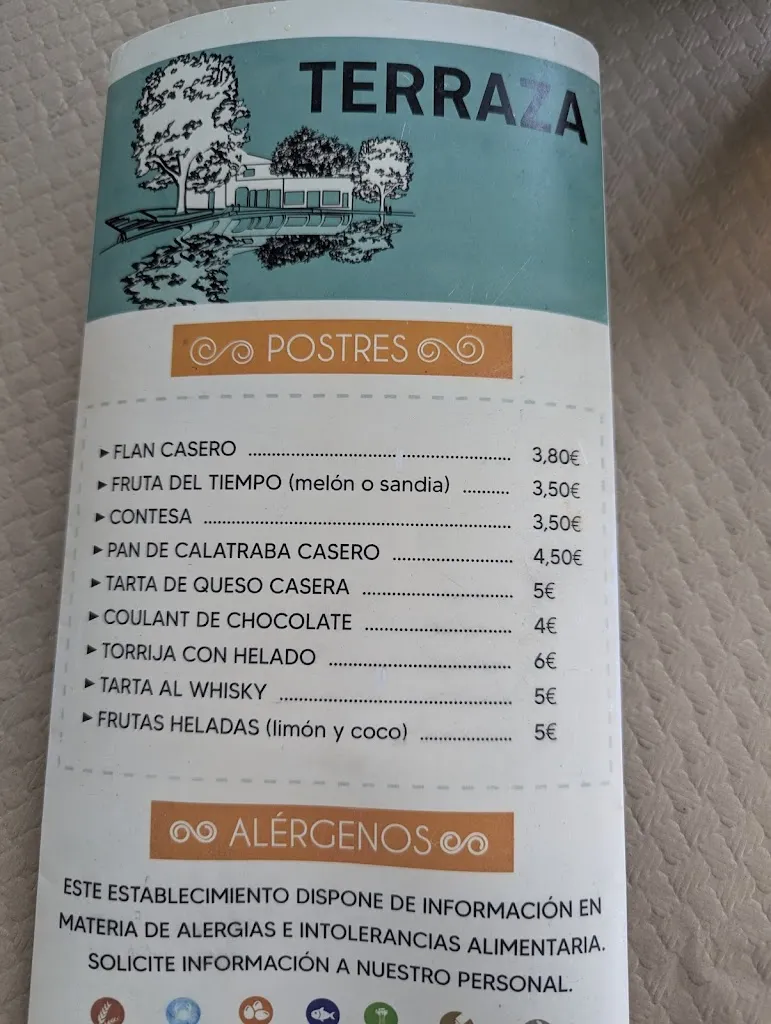 TERRAZA
POSTRES
▸ FLAN CASERO ........................ 3,80€
▸ FRUTA DEL TIEMPO (melón o sandia) .......... 3,50€
▸ CONTESA ........................ 3,50€
▸ PAN DE CALATRABA CASERO ........................ 4,50€
▸ TARTA DE QUESO CASERA ........................ 5€
▸ COULANT DE CHOCOLATE ........................ 4€
▸ TORRIJA CON HELADO ........................ 6€
▸ TARTA AL WHISKY ........................ 5€
▸ FRUTAS HELADAS (limón y coco) .................... 5€
ALÉRGENOS
ESTE ESTABLECIMIENTO DISPONE DE INFORMACIÓN EN
MATERIA DE ALERGIAS E INTOLERANCIAS ALIMENTARIA.
SOLICITE INFORMACIÓN A NUESTRO PERSONAL.